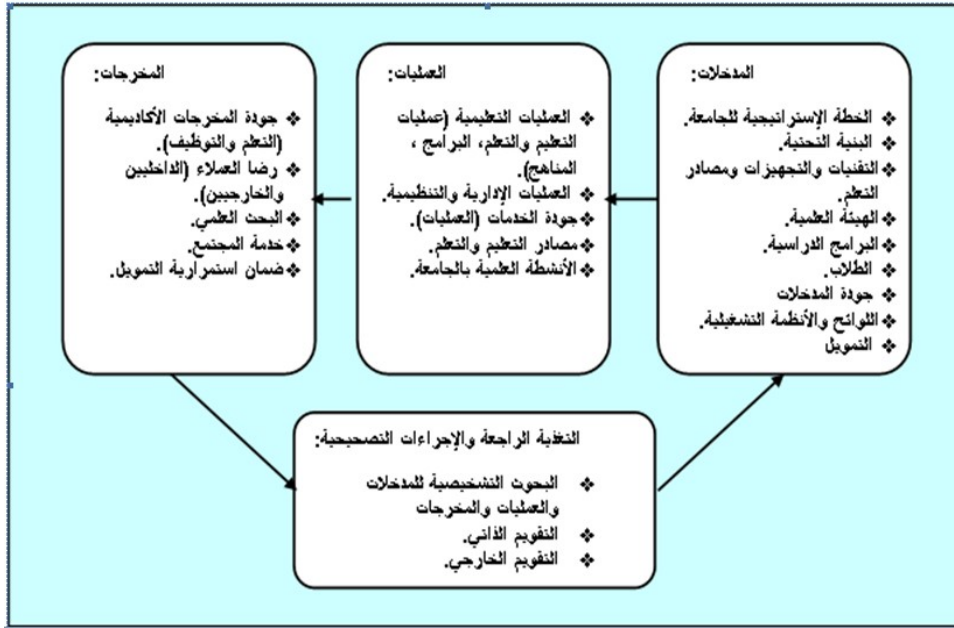 المدخلات:
❖ الخطة الإستراتيجية للجامعة.
❖ البنية التحتية.
❖ التقنيات والتجهيزات ومصادر
التعلم.
❖ الهيئة العلمية.
❖ البرامج الدراسية.
❖ الطلاب.
❖ جودة المدخلات
❖ اللوائح والأنظمة التشغيلية.
❖ التمويل
العمليات:
❖ العمليات التعليمية (عمليات
التعليم والتعلم، البرامج ،
المناهج).
❖ العمليات الإدارية والتنظيمية.
❖ جودة الخدمات (العمليات).
❖ مصادر التعليم والتعلم.
❖ الأنشطة العلمية بالجامعة.
المخرجات:
❖ جودة المخرجات الأكاديمية
(التعلم والتوظيف).
❖ رضا العملاء (الداخليين
والخارجيين).
❖ البحث العلمي.
❖ خدمة المجتمع.
❖ ضمان استمرارية التمويل.
التغذية الراجعة والإجراءات التصحيحية:
❖ البحوث التشخيصية للمدخلات
والعمليات والمخرجات
❖ التقويم الذاتي.
❖ التقويم الخارجي.